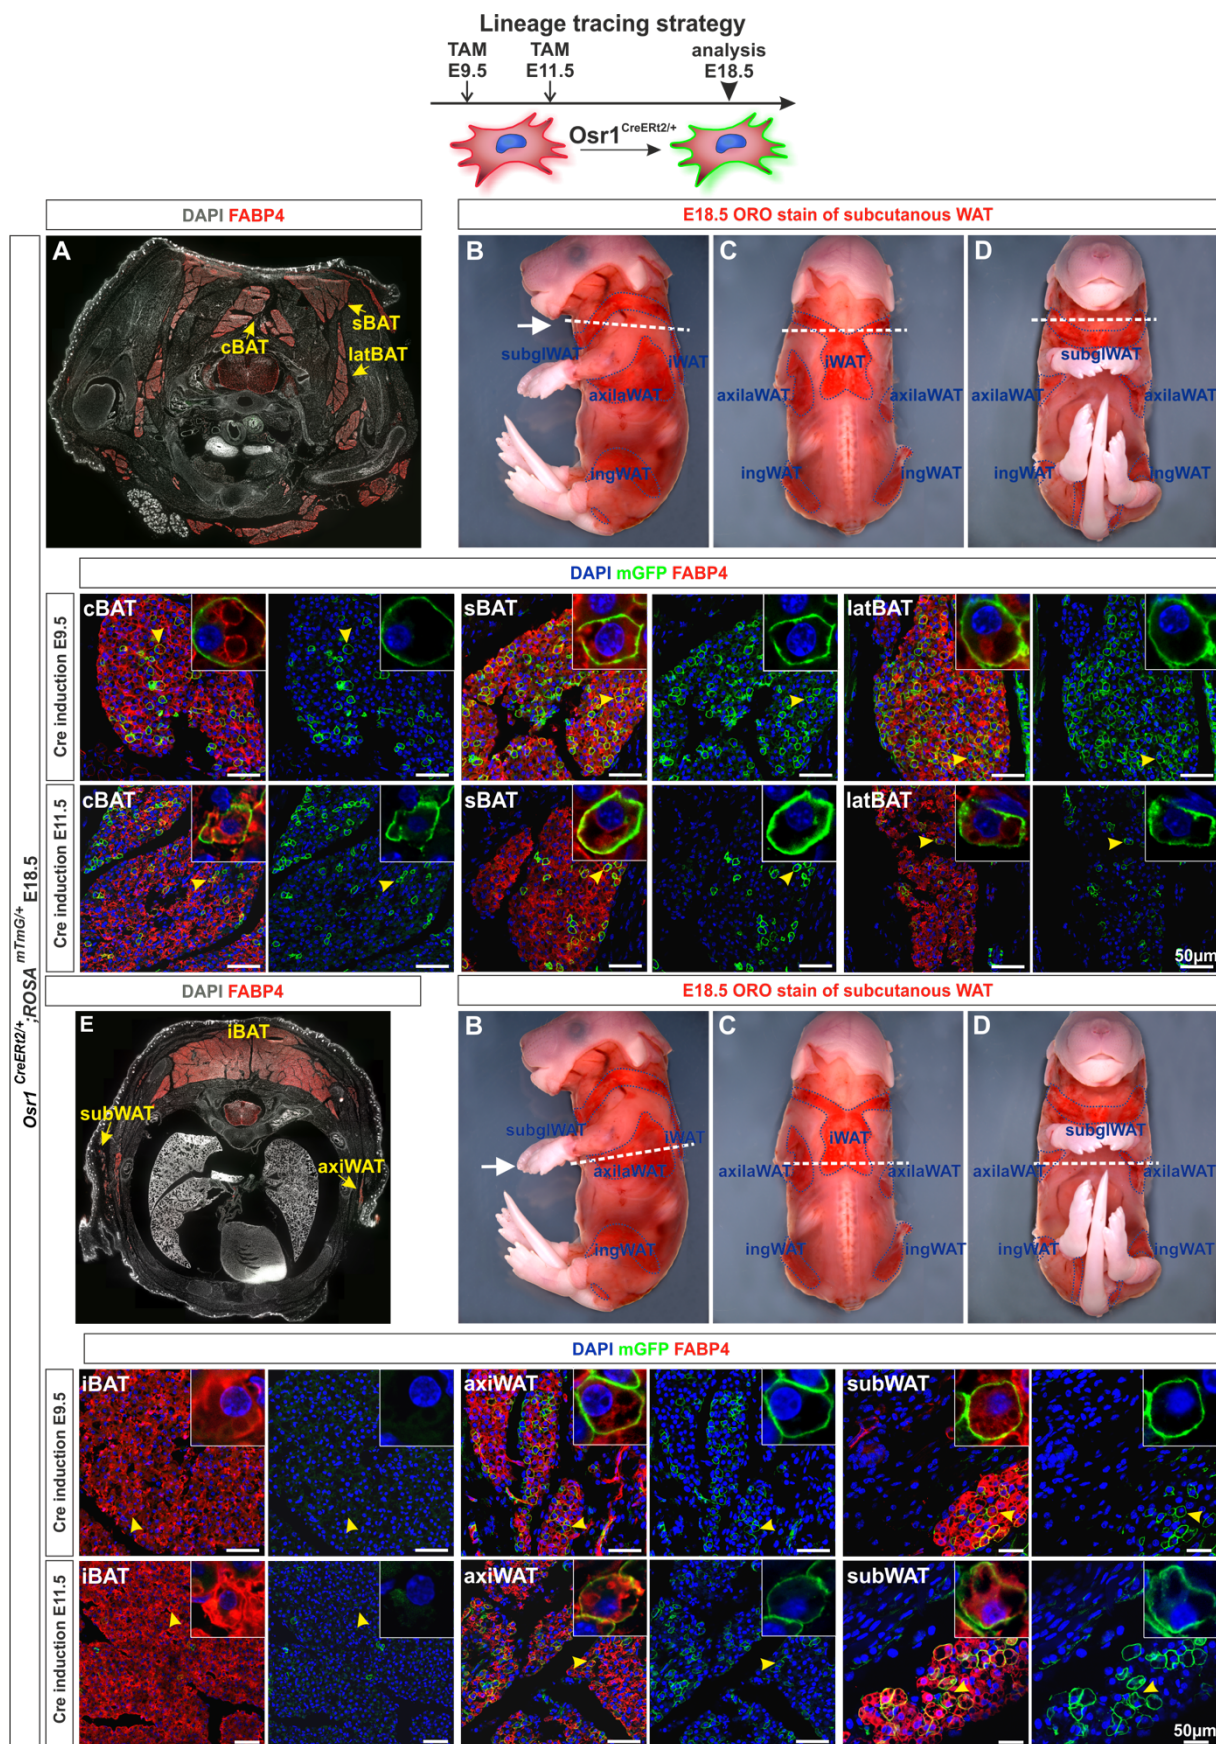 Lineage tracing strategy
TAM TAM analysis
E9.5 E11.5 E18.5
Osr1CreERt2/+
DAPI FABP4
E18.5 ORO stain of subcutanous WAT
A
sBAT
cBAT
latBAT
B
subglWAT
iWAT
axilaWAT
ingWAT
C
iWAT
axilaWAT
axilaWAT
ingWAT
ingWAT
D
subglWAT
axilaWAT
axilaWAT
ingWAT
ingWAT
Osr1 CreERt2/+;ROSA mTmG/+ E18.5
DAPI mGFP FABP4
Cre induction E9.5
cBAT
sBAT
latBAT
Cre induction E11.5
cBAT
sBAT
latBAT
50µm
DAPI FABP4
E18.5 ORO stain of subcutanous WAT
E
iBAT
subWAT
axiWAT
B
subglWAT
iWAT
axilaWAT
ingWAT
C
iWAT
axilaWAT
axilaWAT
ingWAT
ingWAT
D
subglWAT
axilaWAT
axilaWAT
ingWAT
ingWAT
DAPI mGFP FABP4
Cre induction E9.5
iBAT
axiWAT
subWAT
Cre induction E11.5
iBAT
axiWAT
subWAT
50µm